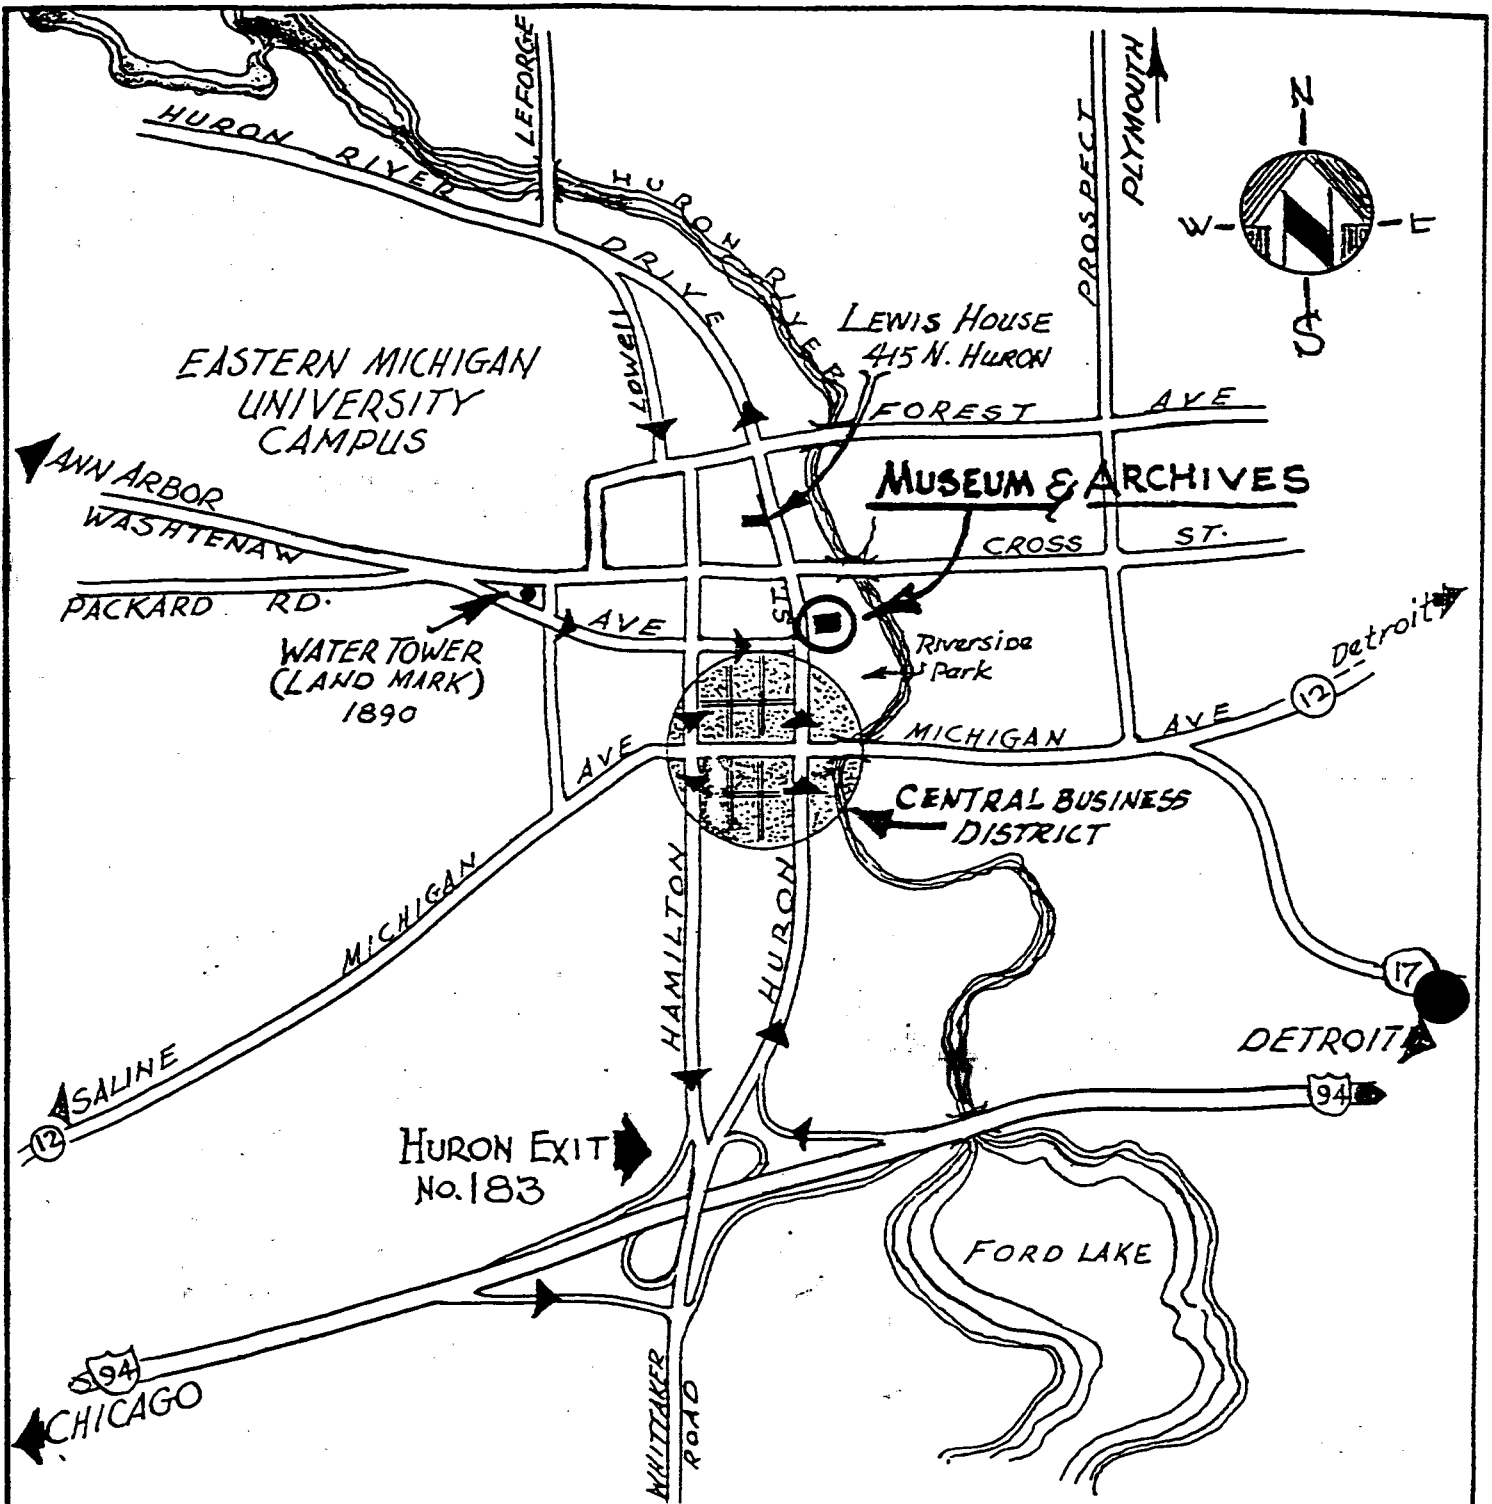 LEFORGE
PLYMOUTH
PROSPECT
N
W
E
S
HURON RIVER DRIVE
HURON RIVER
LOWELL
LEWIS HOUSE
415 N. HURON
EASTERN MICHIGAN
UNIVERSITY
CAMPUS
FOREST AVE
ANN ARBOR
WASHTENAW AVE
MUSEUM & ARCHIVES
CROSS ST.
PACKARD RD.
ST.
WATER TOWER
(LAND MARK)
1890
Riverside
Park
Detroit
12
MICHIGAN AVE
MICHIGAN AVE
CENTRAL BUSINESS
DISTRICT
HAMILTON
HURON
17
DETROIT
SALINE
12
94
HURON EXIT
No. 183
FORD LAKE
94
CHICAGO
WHITTAKER
ROAD